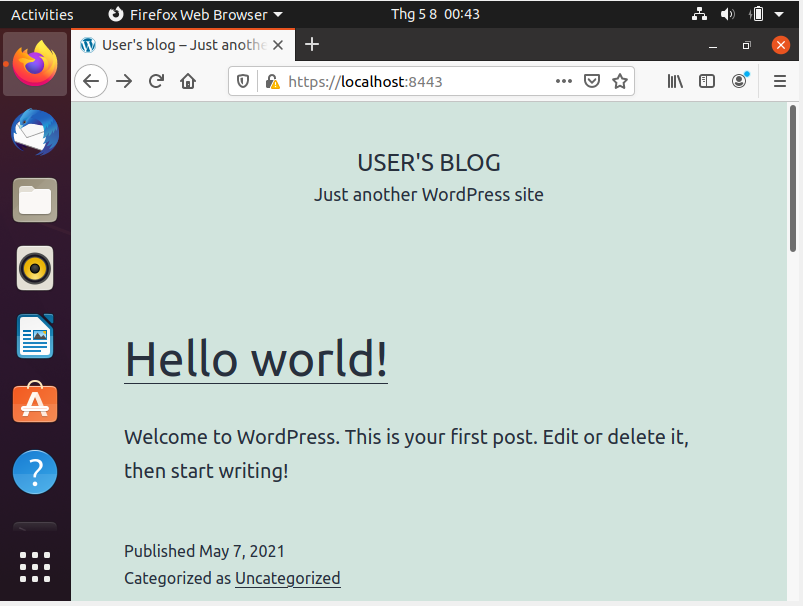 Activities Firefox Web Browser Thg 5 8 00:43
User's blog – Just anothe
https://localhost:8443
USER'S BLOG
Just another WordPress site
Hello world!
Welcome to WordPress. This is your first post. Edit or delete it,
then start writing!
Published May 7, 2021
Categorized as Uncategorized